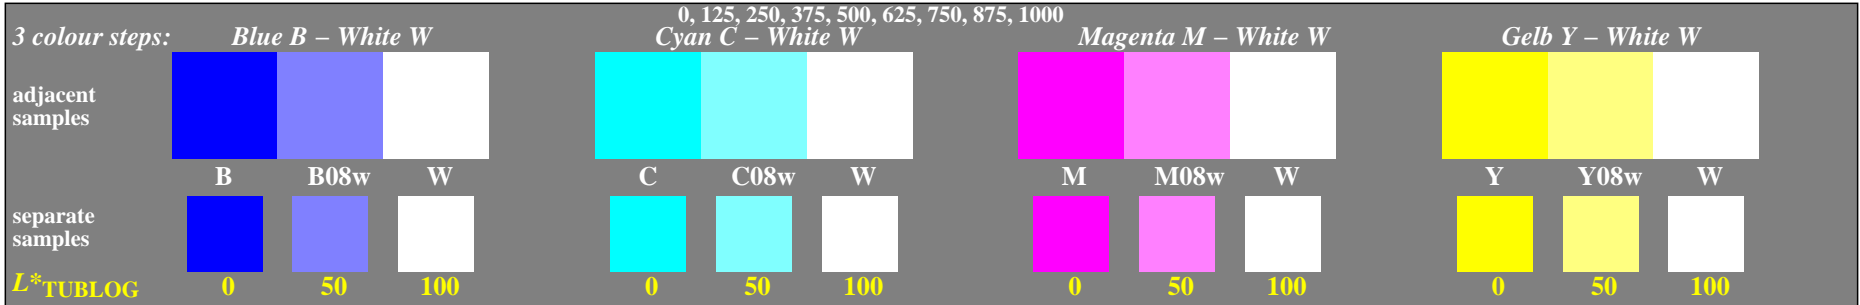 0, 125, 250, 375, 500, 625, 750, 875, 1000
3 colour steps: Blue B – White W Cyan C – White W Magenta M – White W Gelb Y – White W
adjacent
samples
B B08w W C C08w W M M08w W Y Y08w W
separate
samples
L*TUBLOG 0 50 100 0 50 100 0 50 100 0 50 100